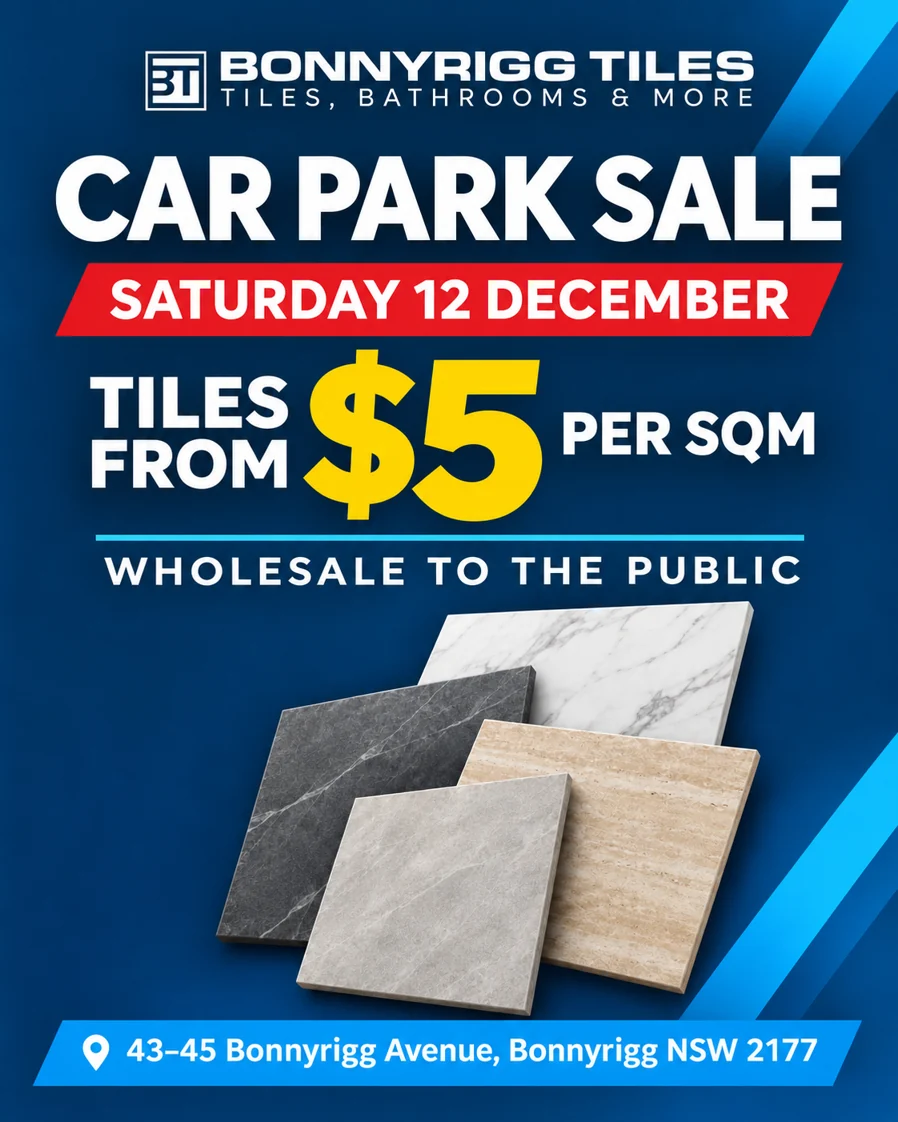 BT
BONNYRIGG TILES
TILES, BATHROOMS & MORE
CAR PARK SALE
SATURDAY 12 DECEMBER
TILES
FROM
$5
PER SQM
WHOLESALE TO THE PUBLIC
43–45 Bonnyrigg Avenue, Bonnyrigg NSW 2177